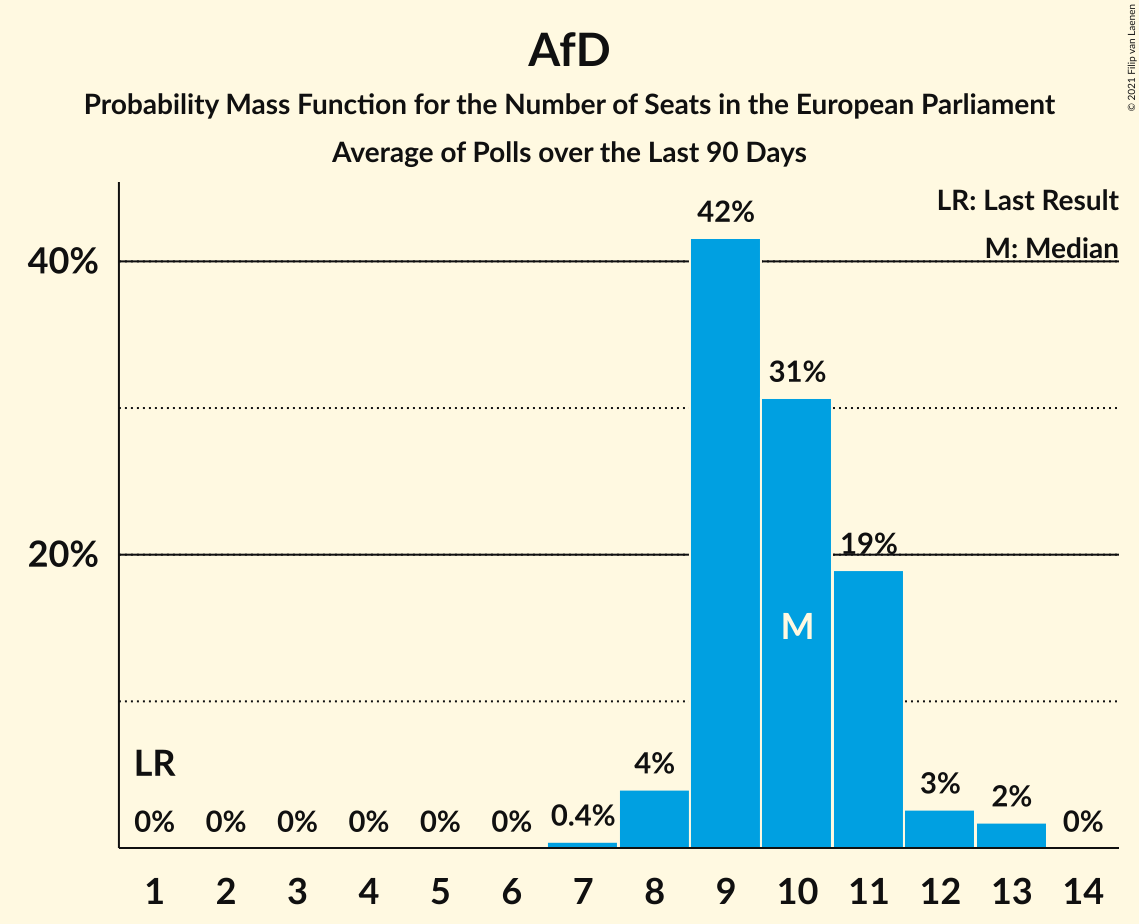 AfD
Probability Mass Function for the Number of Seats in the European Parliament
Average of Polls over the Last 90 Days
© 2021 Filip van Laenen
LR: Last Result
M: Median
42%
40%
31%
20%
19%
M
LR
4%
3%
2%
0% 0% 0% 0% 0% 0% 0.4% 0%
1 2 3 4 5 6 7 8 9 10 11 12 13 14